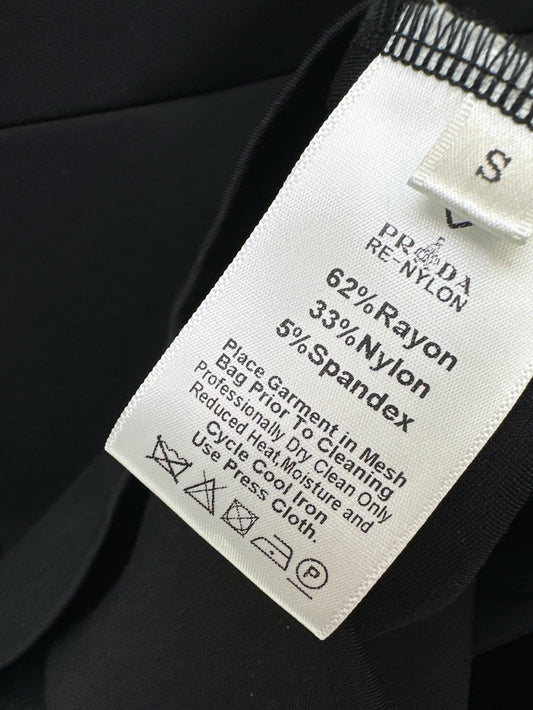 S
PRADA
RE-NYLON
62%Rayon
33%Nylon
5%Spandex
Place Garment in Mesh
Bag Prior To Cleaning
Professionally Dry Clean Only
Reduced Heat,Moisture and
Cycle Cool Iron
Use Press Cloth.
P